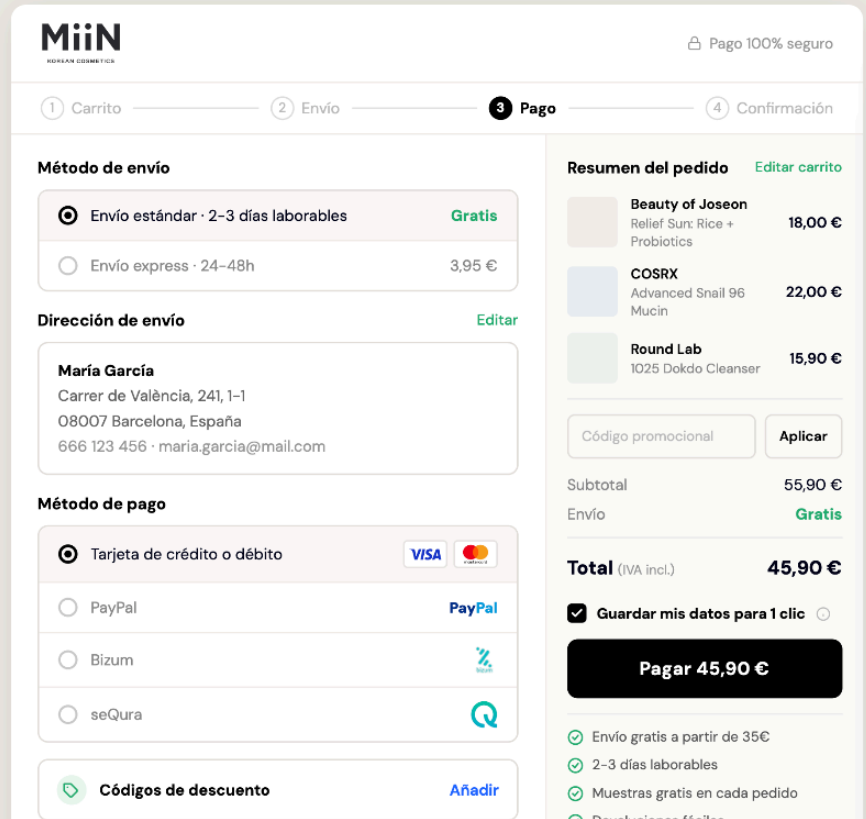 MiiN
KOREAN COSMETICS
Pago 100% seguro
1 Carrito
2 Envío
3 Pago
4 Confirmación
Método de envío
Envío estándar · 2-3 días laborables Gratis
Envío express · 24-48h 3,95 €
Dirección de envío Editar
María García
Carrer de València, 241, 1-1
08007 Barcelona, España
666 123 456 · maria.garcia@mail.com
Método de pago
Tarjeta de crédito o débito VISA mastercard
PayPal PayPal
Bizum bizum
seQura
Códigos de descuento Añadir
Resumen del pedido Editar carrito
Beauty of Joseon
Relief Sun: Rice +
Probiotics
18,00 €
COSRX
Advanced Snail 96
Mucin
22,00 €
Round Lab
1025 Dokdo Cleanser
15,90 €
Código promocional Aplicar
Subtotal 55,90 €
Envío Gratis
Total (IVA incl.) 45,90 €
Guardar mis datos para 1 clic
Pagar 45,90 €
Envío gratis a partir de 35€
2-3 días laborables
Muestras gratis en cada pedido
Devoluciones fáciles